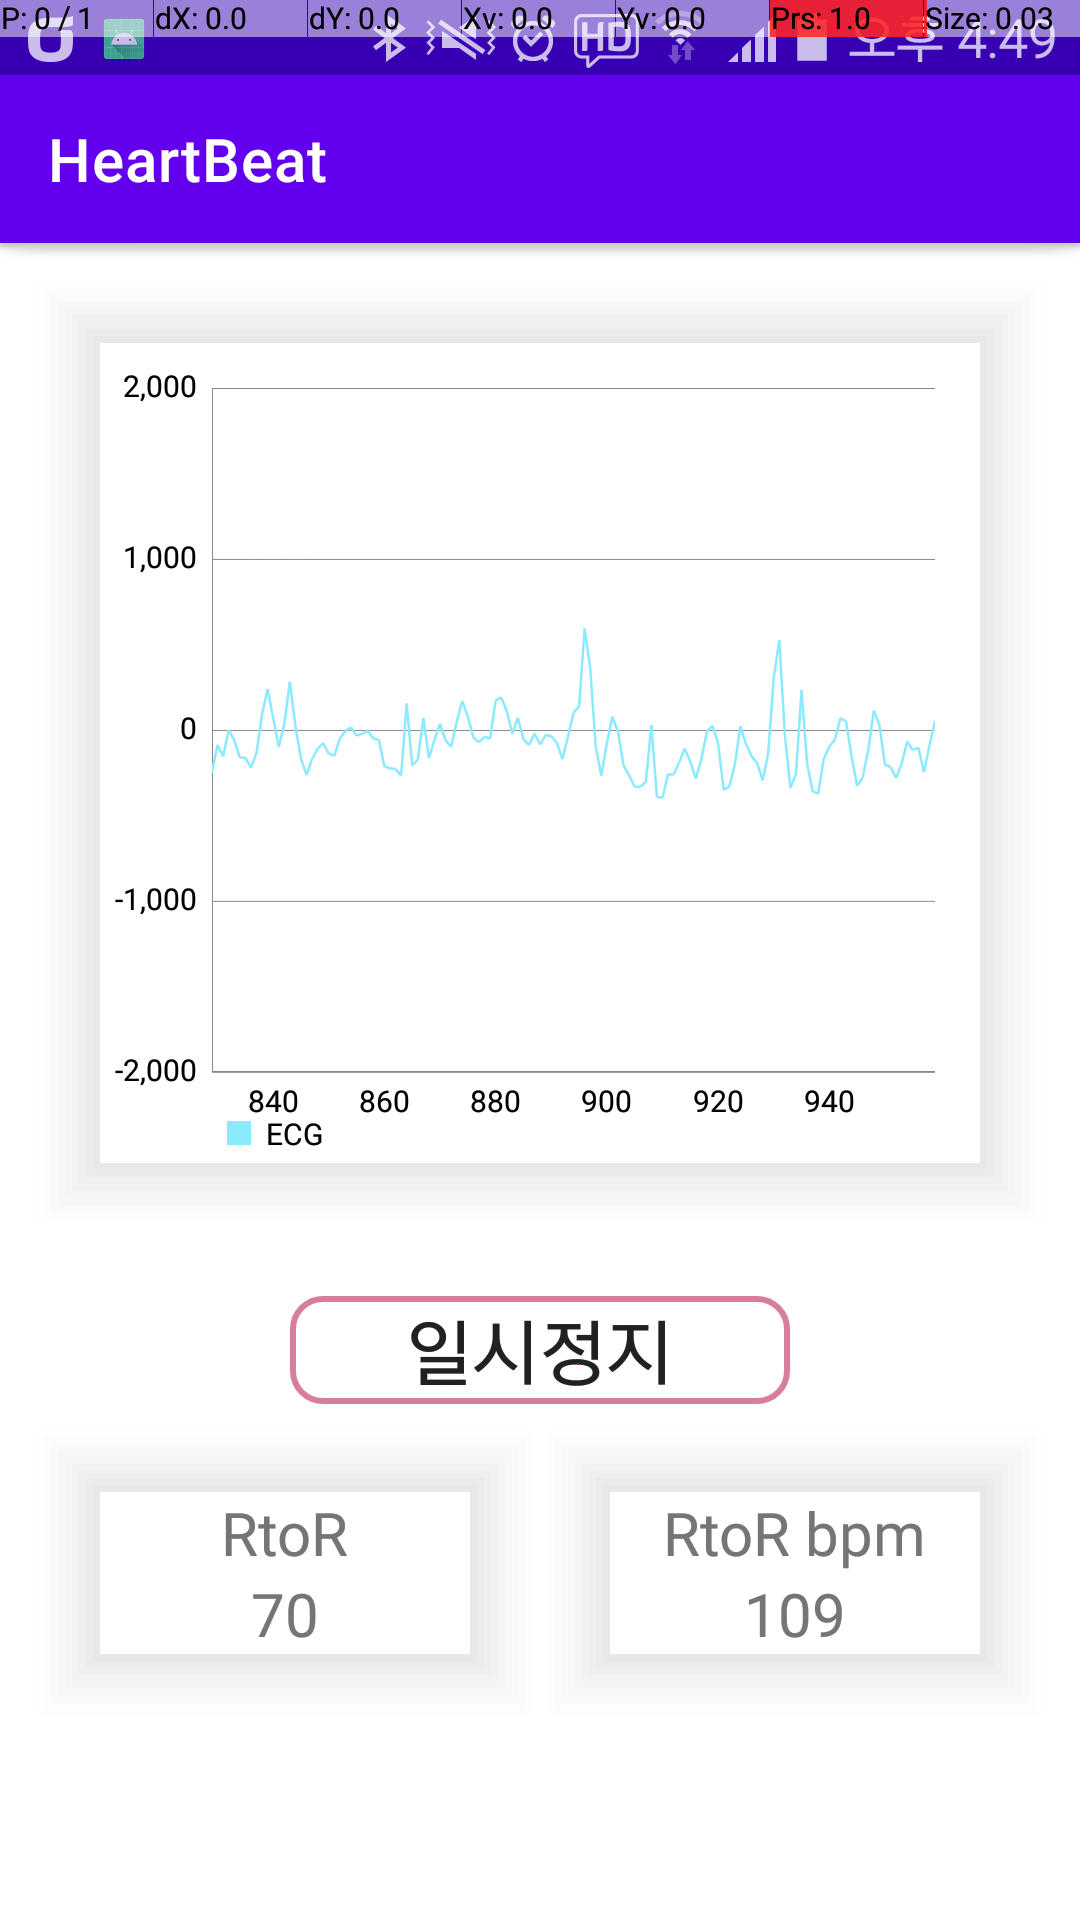 P: 0 / 1 dX: 0.0 dY: 0.0 Xv: 0.0 Yv: 0.0 Prs: 1.0 Size: 0.03
HD 오후 4:49
HeartBeat
2,000
1,000
0
-1,000
-2,000
840 860 880 900 920 940
ECG
일시정지
RtoR RtoR bpm
70 109